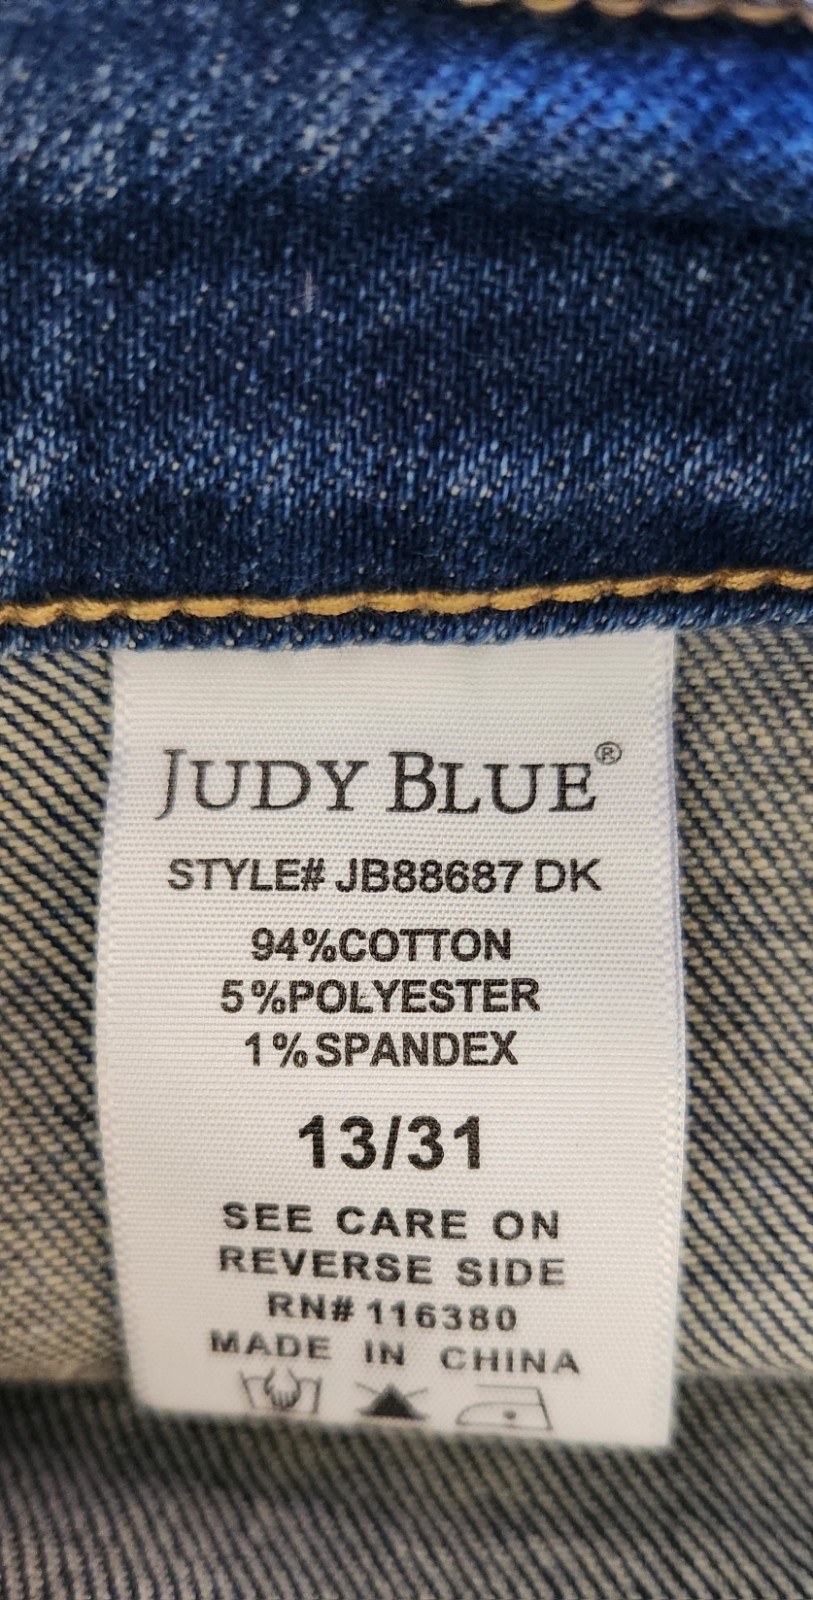 JUDY BLUE®
STYLE# JB88687 DK
94%COTTON
5%POLYESTER
1%SPANDEX
13/31
SEE CARE ON
REVERSE SIDE
RN# 116380
MADE IN CHINA